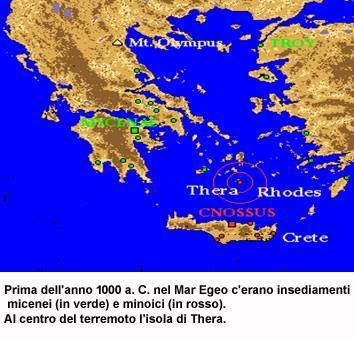 Mt. Olympus
TROY
MICENAE
Thera
Rhodes
CNOSSUS
Crete
Prima dell'anno 1000 a. C. nel Mar Egeo c'erano insediamenti
micenei (in verde) e minoici (in rosso).
Al centro del terremoto l'isola di Thera.